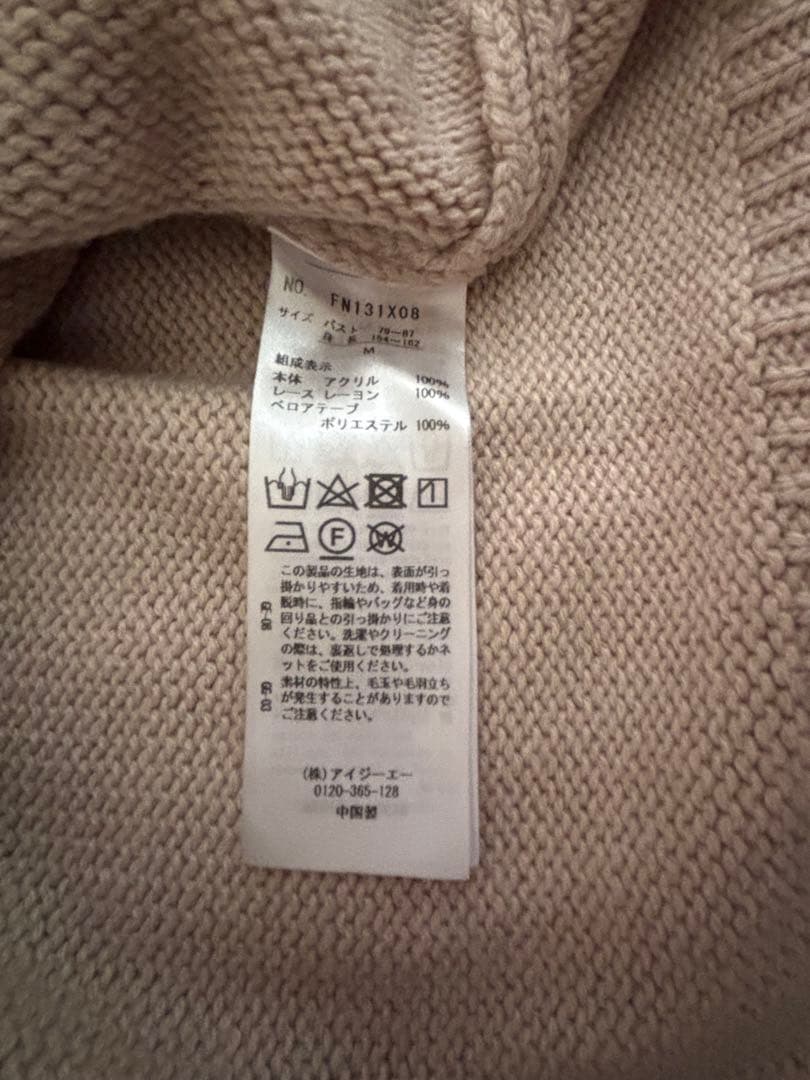 NO. FN131X08
サイズ バスト 79～87
身長 154～162
M
組成表示
本体 アクリル 100%
レース レーヨン 100%
ベロアテープ
ポリエステル 100%
F
W
この製品の生地は、表面が引っ
掛かりやすいため、着用時や着
脱時に、指輪やバッグなど身の
回り品との引っ掛かりにご注意
ください。洗濯やクリーニング
の際は、裏返しで処理するかネ
ットをご使用ください。
素材の特性上、毛玉や毛羽立ち
が発生することがありますので
ご注意ください。
(株)アイジーエー
0120-365-128
中国製